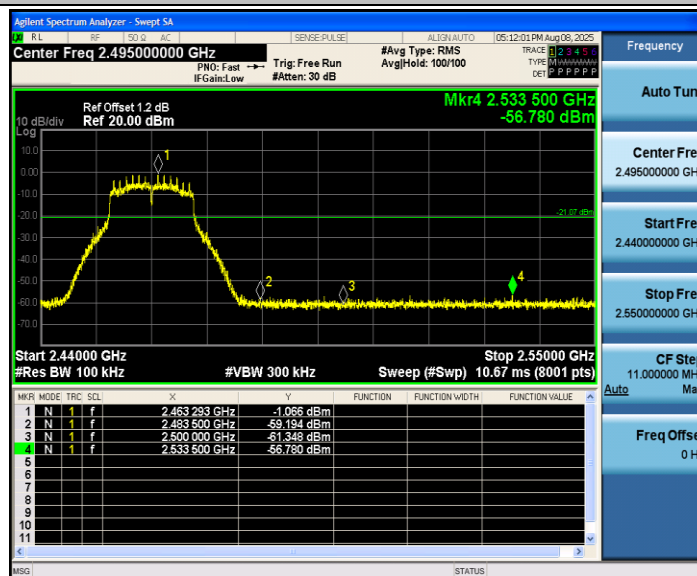 Agilent Spectrum Analyzer - Swept SA
RL RF 50 Ω AC SENSE:PULSE ALIGN AUTO 05:12:01 PM Aug 08, 2025
Center Freq 2.495000000 GHz
PNO: Fast
IFGain:Low
Trig: Free Run
#Atten: 30 dB
#Avg Type: RMS
Avg|Hold: 100/100
TRACE 1 2 3 4 5 6
TYPE M
DET P P P P P P
Ref Offset 1.2 dB
Ref 20.00 dBm
10 dB/div
Log
Mkr4 2.533 500 GHz
-56.780 dBm
10.0
0.00
-10.0
-20.0
-30.0
-40.0
-50.0
-60.0
-70.0
1
2
3
4
-21.07 dBm
Start 2.44000 GHz
Stop 2.55000 GHz
#Res BW 100 kHz
#VBW 300 kHz
Sweep (#Swp) 10.67 ms (8001 pts)
MKR MODE TRC SCL X Y FUNCTION FUNCTION WIDTH FUNCTION VALUE
1 N 1 f 2.463 293 GHz -1.066 dBm
2 N 1 f 2.483 500 GHz -59.194 dBm
3 N 1 f 2.500 000 GHz -61.348 dBm
4 N 1 f 2.533 500 GHz -56.780 dBm
5
6
7
8
9
10
11
MSG STATUS
Frequency
Auto Tun
Center Fre
2.495000000 GH
Start Fre
2.440000000 GH
Stop Fre
2.550000000 GH
CF Ste
11.000000 MH
Auto Ma
Freq Offse
0 H